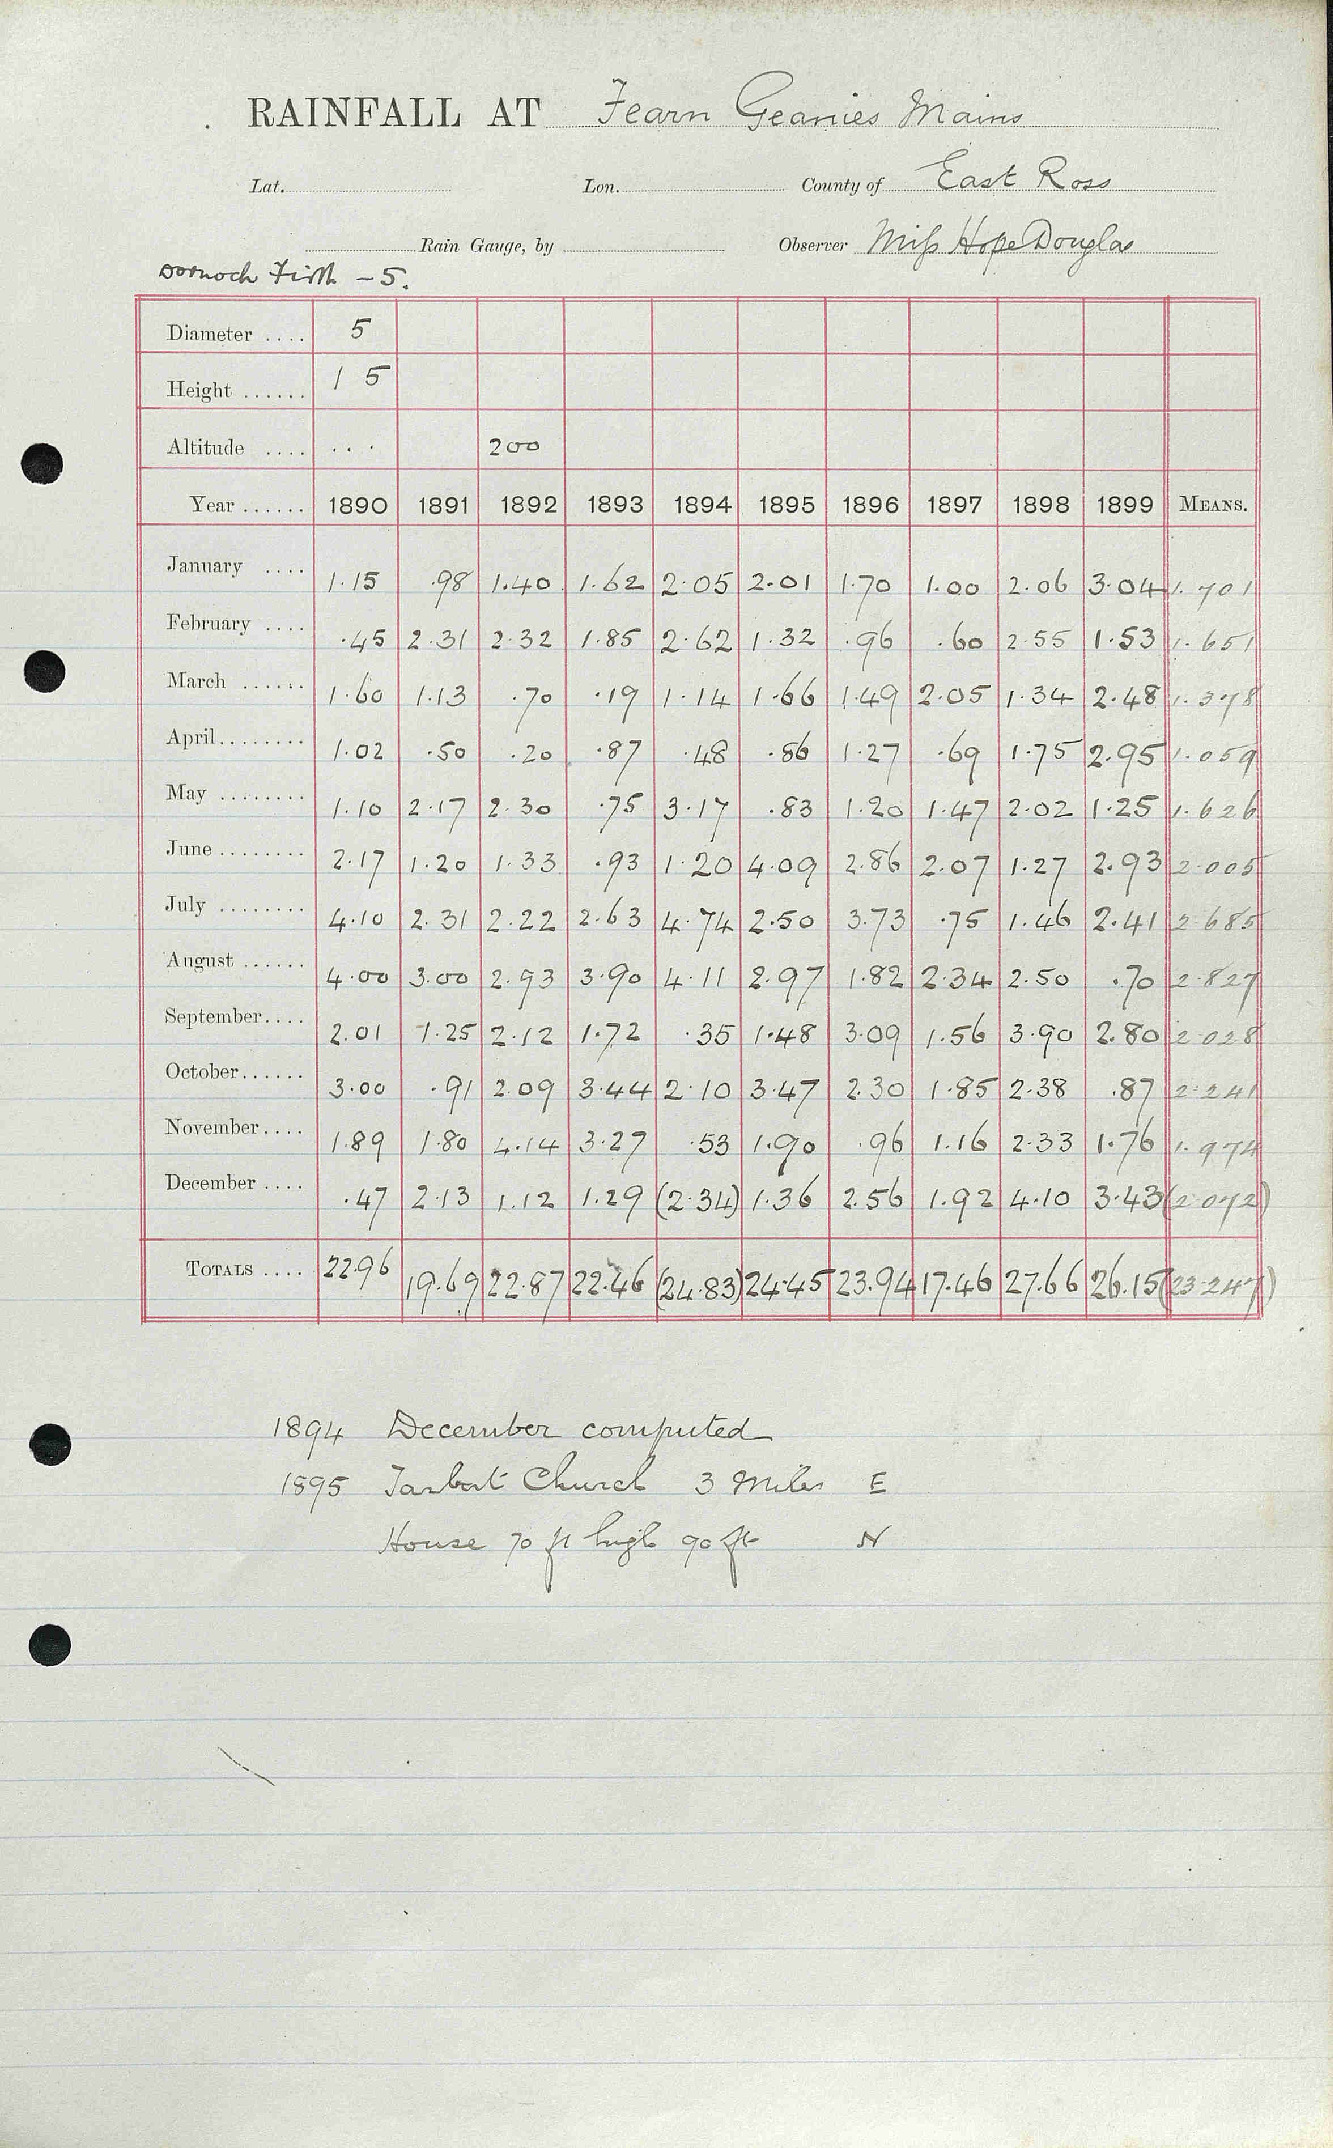 RAINFALL AT Fearn Geanies Mains
Lat. Lon. County of East Ross
Rain Gauge, by Observer Miss Hope Douglas
Dornoch Firth - 5.
Diameter .... 5
Height ...... 1 5
Altitude .... ... 200
Year ...... 1890 1891 1892 1893 1894 1895 1896 1897 1898 1899 MEANS.
January .... 1.15 .98 1.40 1.62 2.05 2.01 1.70 1.00 2.06 3.04 1.701
February .... .45 2.31 2.32 1.85 2.62 1.32 .96 .60 2.55 1.53 1.651
March ...... 1.60 1.13 .70 .19 1.14 1.66 1.49 2.05 1.34 2.48 1.378
April........ 1.02 .50 .20 .87 .48 .86 1.27 .69 1.75 2.95 1.059
May ........ 1.10 2.17 2.30 .75 3.17 .83 1.20 1.47 2.02 1.25 1.626
June ........ 2.17 1.20 1.33 .93 1.20 4.09 2.86 2.07 1.27 2.93 2.005
July ........ 4.10 2.31 2.22 2.63 4.74 2.50 3.73 .75 1.46 2.41 2.685
August ...... 4.00 3.00 2.93 3.90 4.11 2.97 1.82 2.34 2.50 .70 2.827
September.... 2.01 1.25 2.12 1.72 .35 1.48 3.09 1.56 3.90 2.80 2.028
October...... 3.00 .91 2.09 3.44 2.10 3.47 2.30 1.85 2.38 .87 2.241
November.... 1.89 1.80 4.14 3.27 .53 1.90 .96 1.16 2.33 1.76 1.974
December .... .47 2.13 1.12 1.29 (2.34) 1.36 2.56 1.92 4.10 3.43 (2.072)
TOTALS .... 22.96 19.69 22.87 22.46 (24.83) 24.45 23.94 17.46 27.66 26.15 (23.247)
1894 December computed
1895 Tarbert Church 3 Miles E
House 70 ft high 90 ft N